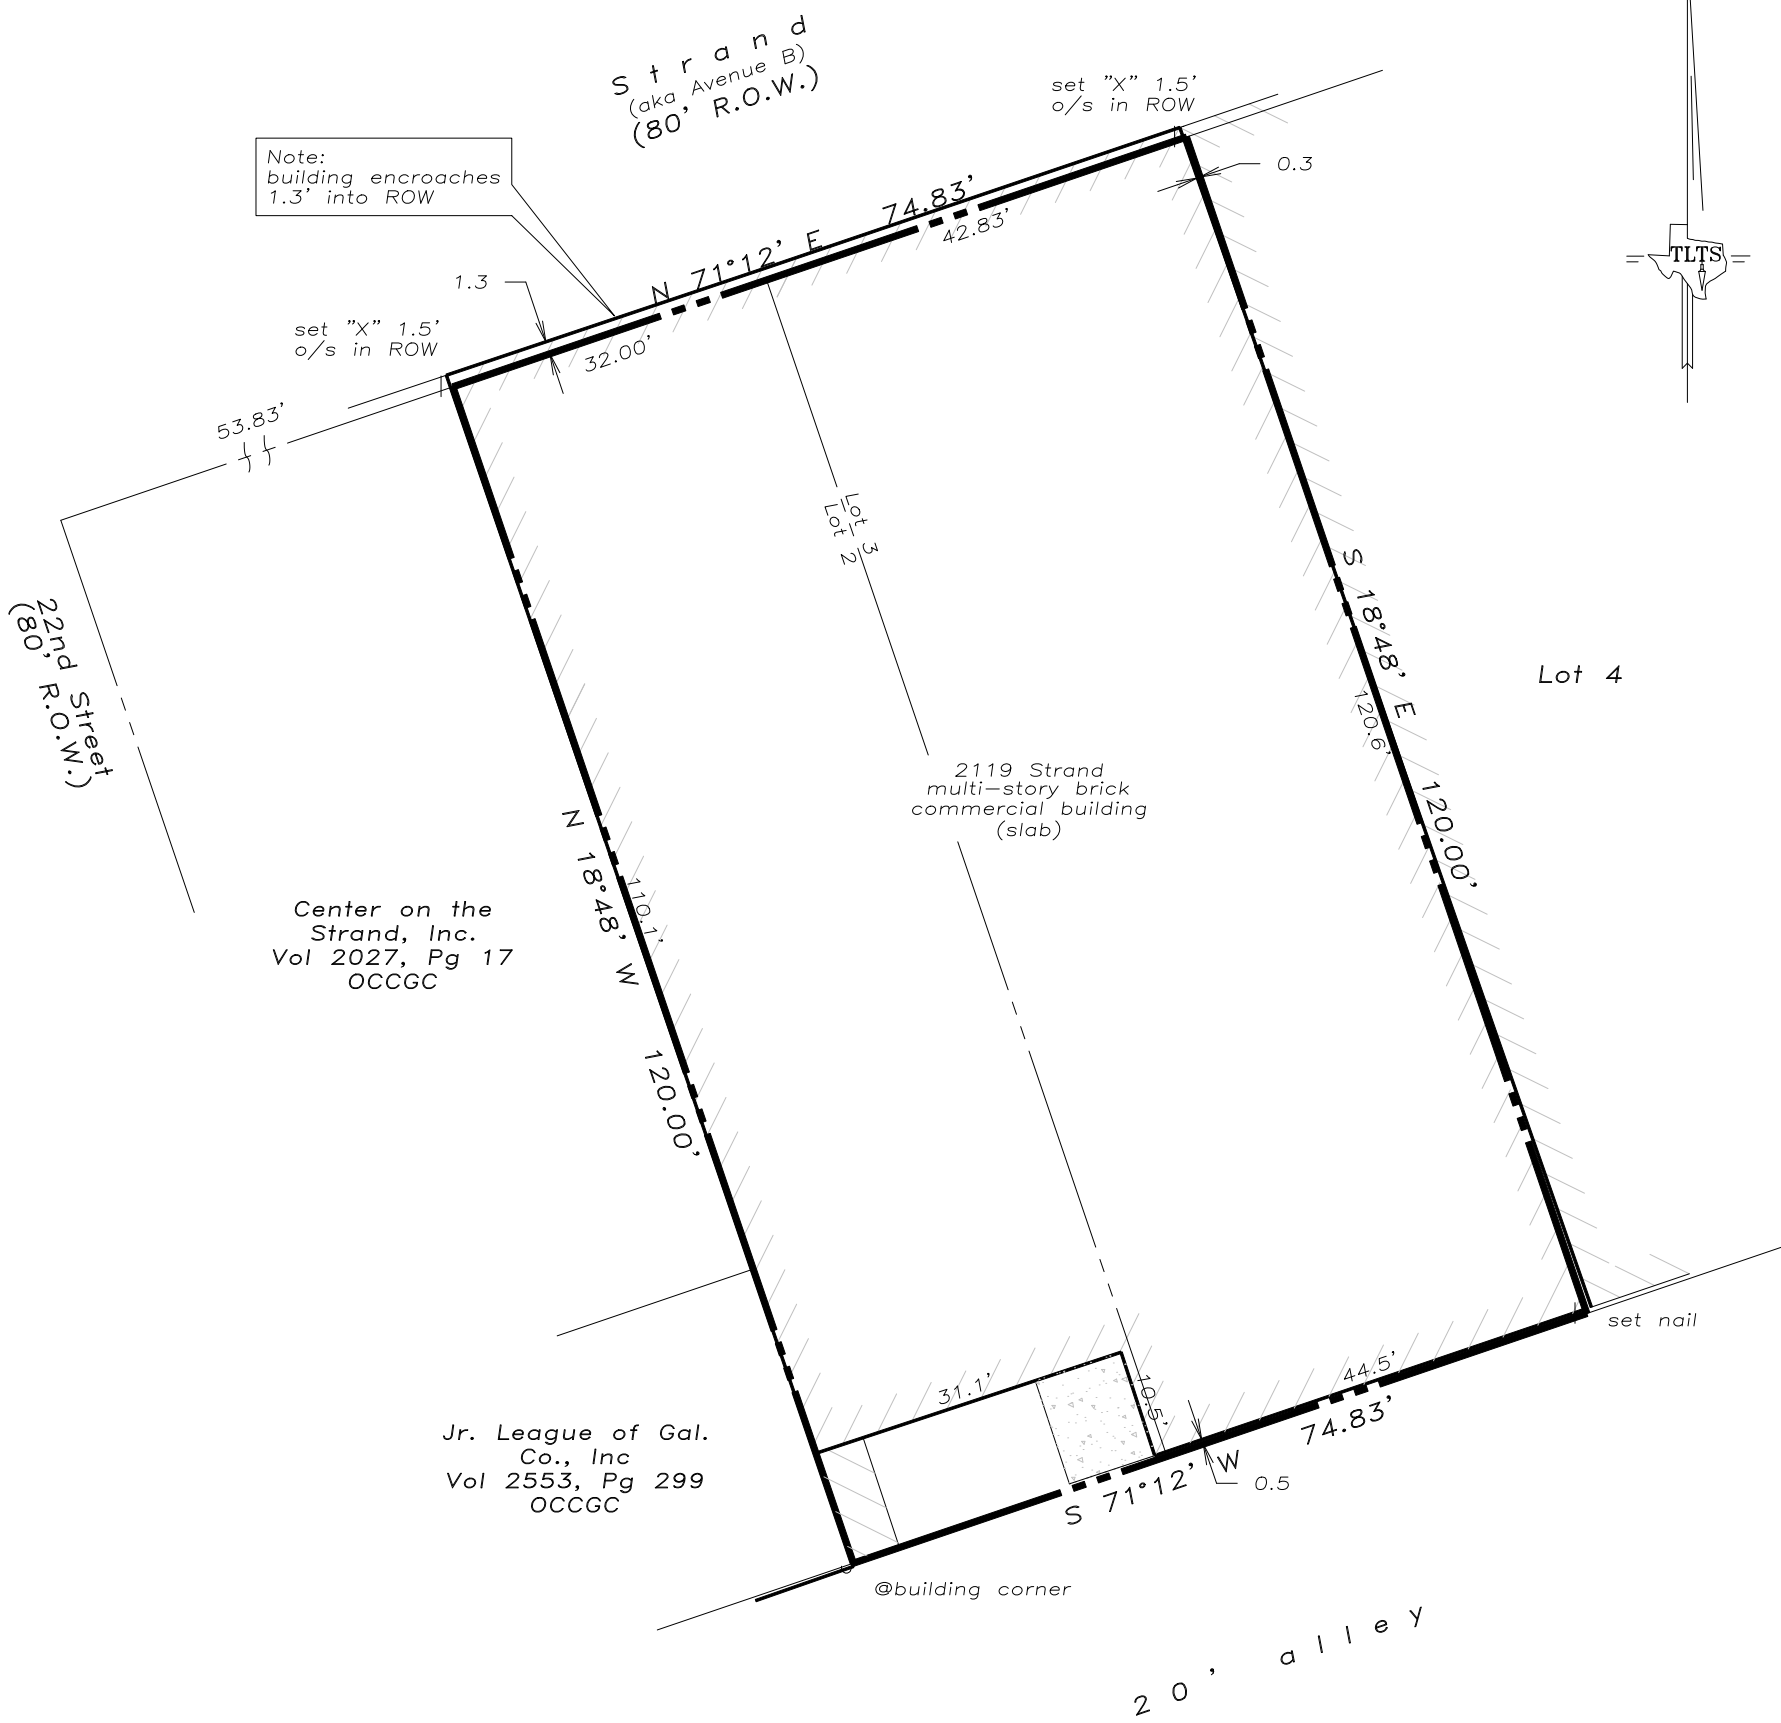 S t r a n d
(aka Avenue B)
(80' R.O.W.)
set "X" 1.5'
o/s in ROW
Note:
building encroaches
1.3' into ROW
0.3
74.83'
42.83'
N 71°12' E
TLTS
1.3
set "X" 1.5'
o/s in ROW
32.00'
53.83'
Lot 3
Lot 2
22nd Street
(80' R.O.W.)
S 18°48' E
120.6'
120.00'
Lot 4
2119 Strand
multi-story brick
commercial building
(slab)
N 18°48' W
110.1'
120.00'
Center on the
Strand, Inc.
Vol 2027, Pg 17
OCCGC
set nail
31.1'
10.5'
44.5'
74.83'
S 71°12' W
0.5
Jr. League of Gal.
Co., Inc
Vol 2553, Pg 299
OCCGC
@building corner
20' alley